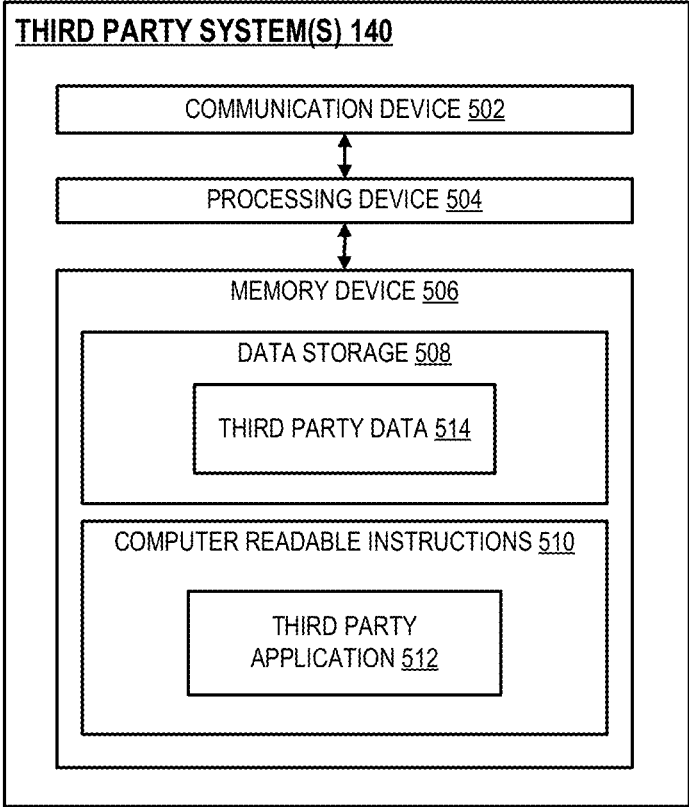 THIRD PARTY SYSTEM(S) 140
COMMUNICATION DEVICE 502
PROCESSING DEVICE 504
MEMORY DEVICE 506
DATA STORAGE 508
THIRD PARTY DATA 514
COMPUTER READABLE INSTRUCTIONS 510
THIRD PARTY
APPLICATION 512